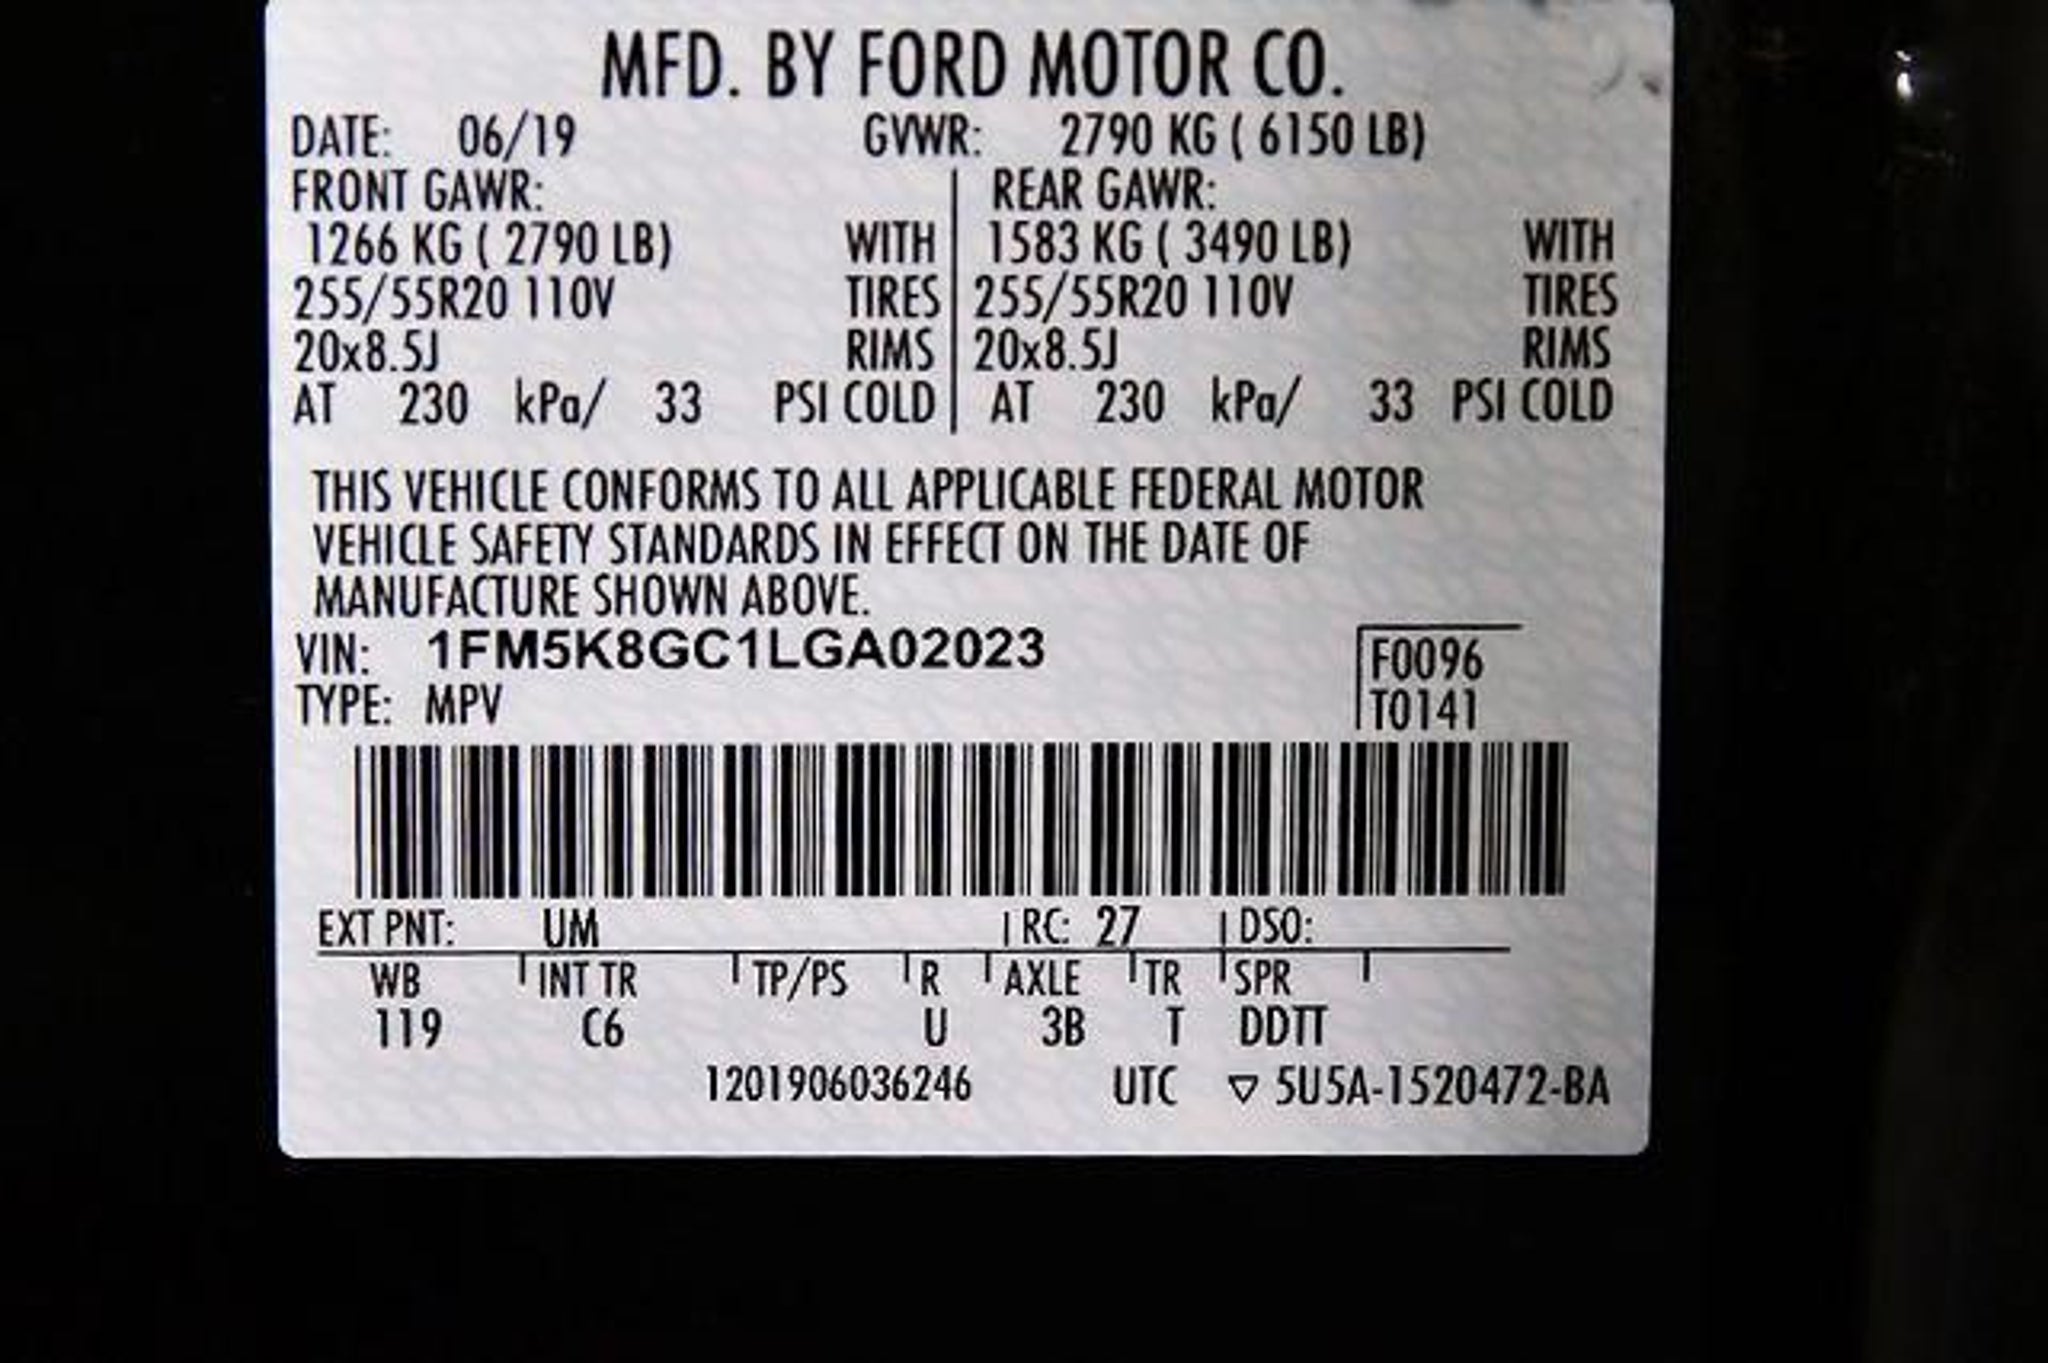 MFD. BY FORD MOTOR CO.
DATE: 06/19 GVWR: 2790 KG ( 6150 LB)
FRONT GAWR: REAR GAWR:
1266 KG ( 2790 LB) WITH 1583 KG ( 3490 LB) WITH
255/55R20 110V TIRES 255/55R20 110V TIRES
20x8.5J RIMS 20x8.5J RIMS
AT 230 kPa/ 33 PSI COLD AT 230 kPa/ 33 PSI COLD
THIS VEHICLE CONFORMS TO ALL APPLICABLE FEDERAL MOTOR
VEHICLE SAFETY STANDARDS IN EFFECT ON THE DATE OF
MANUFACTURE SHOWN ABOVE.
VIN: 1FM5K8GC1LGA02023 F0096
TYPE: MPV T0141
EXT PNT: UM RC: 27 DSO:
WB INT TR TP/PS R AXLE TR SPR
119 C6 U 3B T DDTT
1201906036246 UTC ▽ 5U5A-1520472-BA